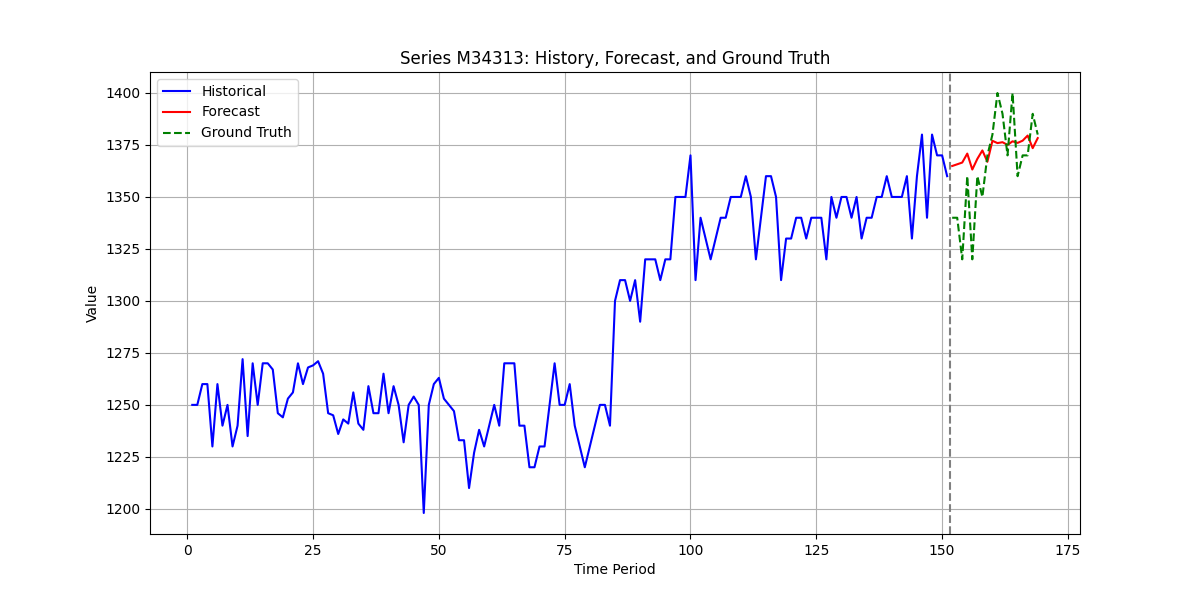 Series M34313: History, Forecast, and Ground Truth
Historical
Forecast
Ground Truth
1400
1375
1350
1325
1300
1275
1250
1225
1200
Value
0 25 50 75 100 125 150 175
Time Period